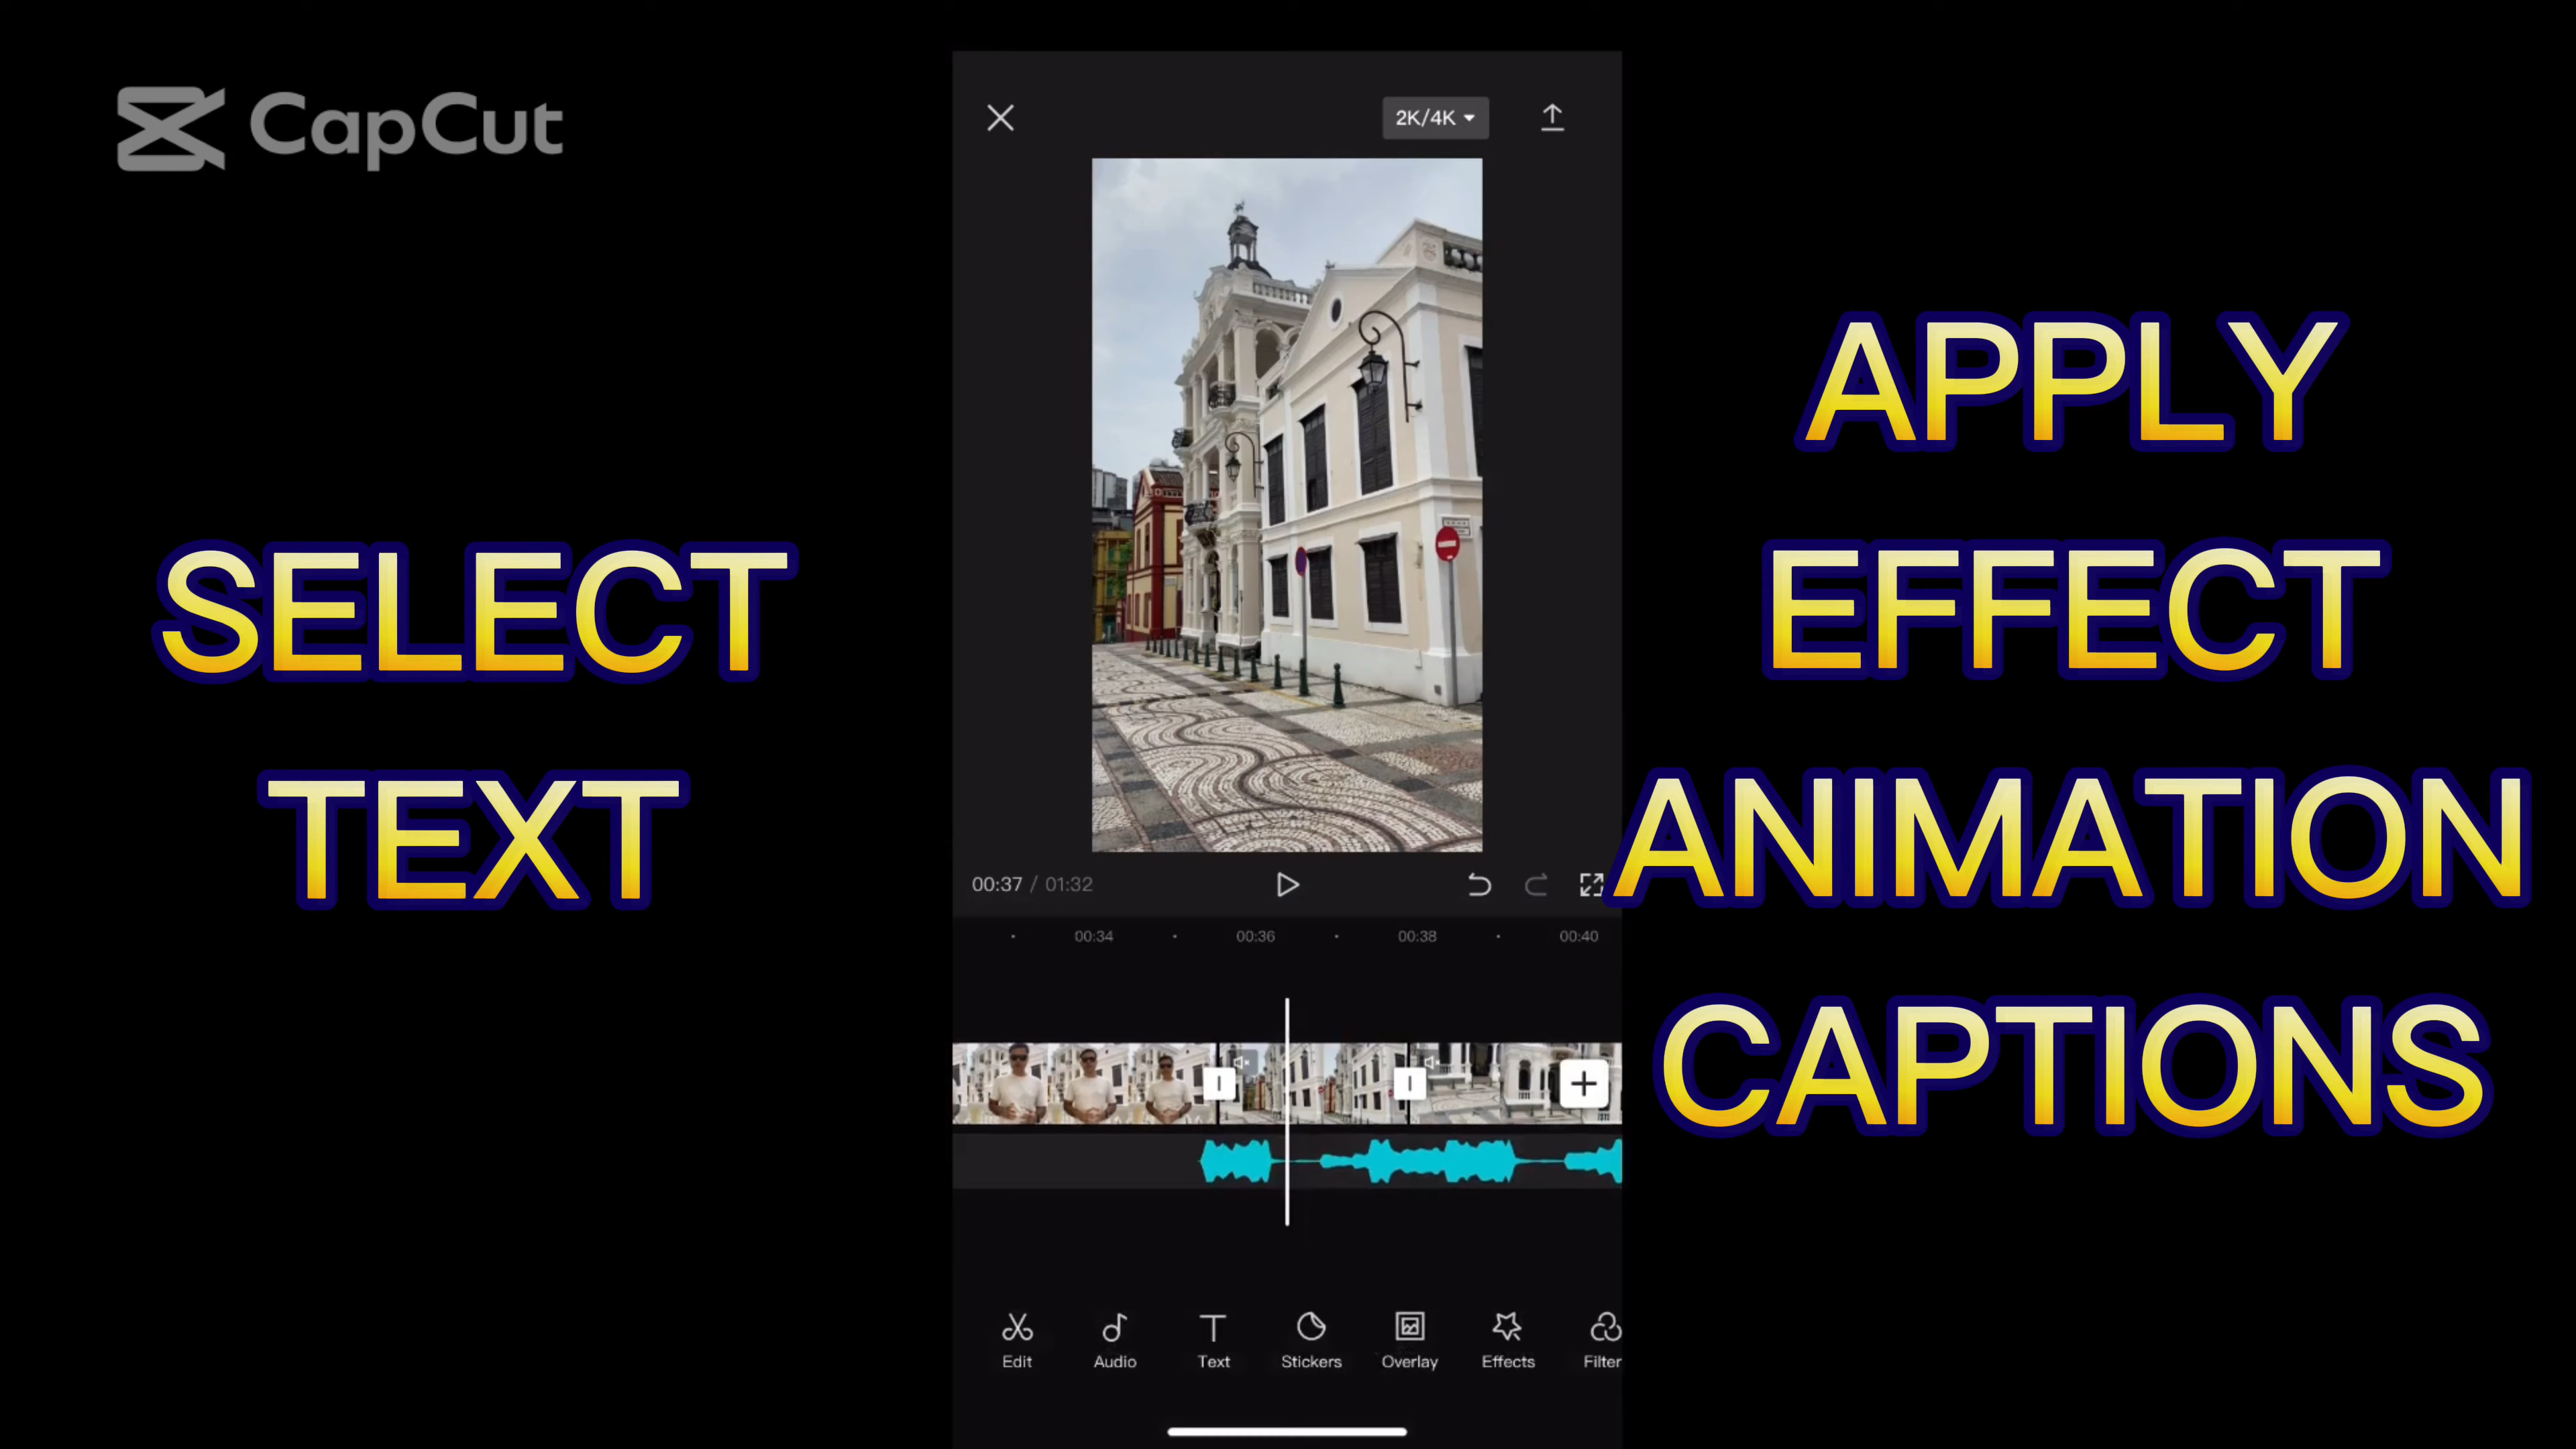 CapCut
2K/4K
SELECT
TEXT
APPLY
EFFECT
ANIMATION
CAPTIONS
00:37 / 01:32
00:34
00:36
00:38
00:40
Edit
Audio
Text
Stickers
Overlay
Effects
Filter